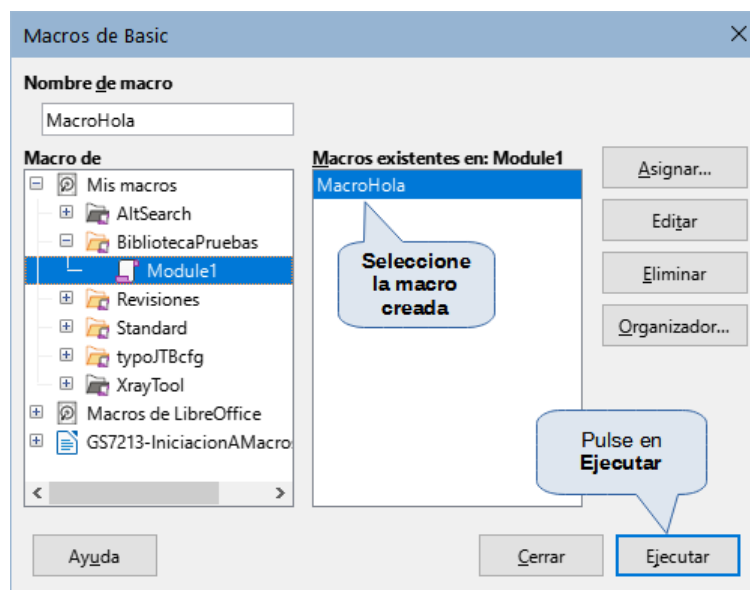 Macros de Basic
Nombre de macro
MacroHola
Macro de
Mis macros
AltSearch
BibliotecaPruebas
Module1
Revisiones
Standard
typoJTBcfg
XrayTool
Macros de LibreOffice
GS7213-IniciacionAMacro
Macros existentes en: Module1
MacroHola
Seleccione
la macro
creada
Asignar...
Editar
Eliminar
Organizador...
Pulse en
Ejecutar
Ayuda
Cerrar
Ejecutar